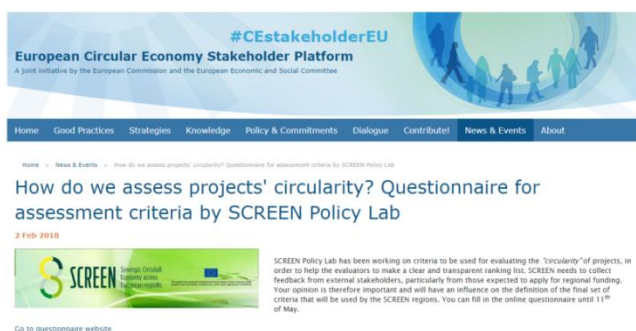 #CEstakeholderEU
European Circular Economy Stakeholder Platform
A joint initiative by the European Commission and the European Economic and Social Committee
Home Good Practices Strategies Knowledge Policy & Commitments Dialogue Contribute! News & Events About
Home » News & Events » How do we assess projects' circularity? Questionnaire for assessment criteria by SCREEN Policy Lab
How do we assess projects' circularity? Questionnaire for
assessment criteria by SCREEN Policy Lab
2 Feb 2018
SCREEN
Synergic Circular
Economy across
European regions
SCREEN Policy Lab has been working on criteria to be used for evaluating the "circularity" of projects, in
order to help the evaluators to make a clear and transparent ranking list. SCREEN needs to collect
feedback from external stakeholders, particularly from those expected to apply for regional funding.
Your opinion is therefore important and will have an influence on the definition of the final set of
criteria that will be used by the SCREEN regions. You can fill in the online questionnaire until 11th
of May.
Go to questionnaire website